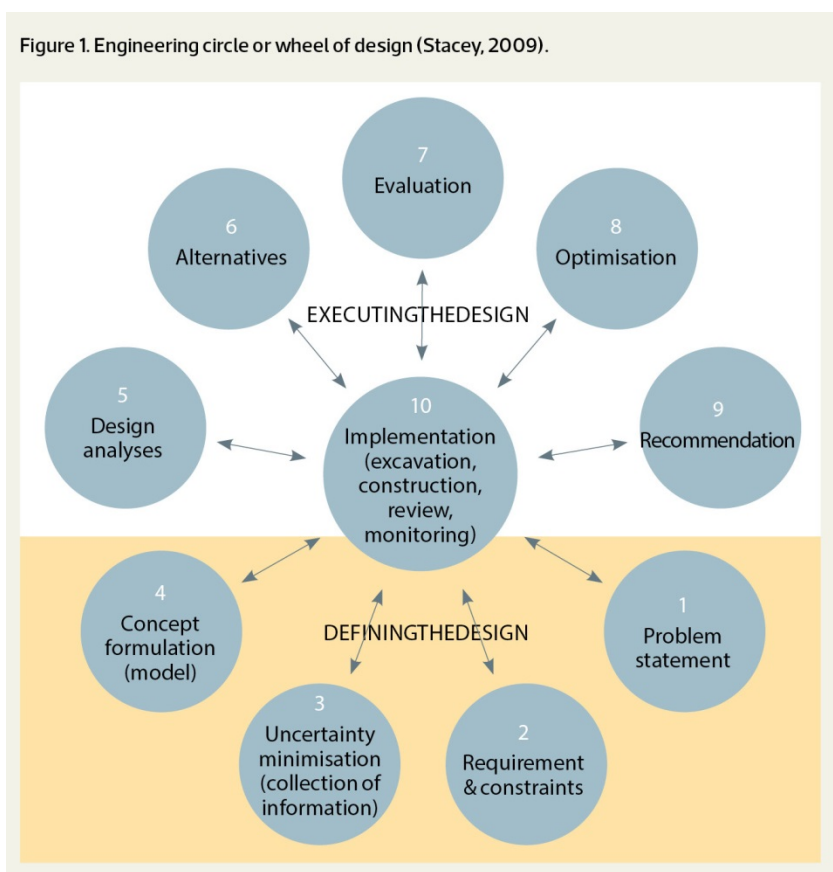 Figure 1. Engineering circle or wheel of design (Stacey, 2009).
7
Evaluation
6
Alternatives
8
Optimisation
EXECUTINGTHEDESIGN
5
Design
analyses
10
Implementation
(excavation,
construction,
review,
monitoring)
9
Recommendation
4
Concept
formulation
(model)
DEFININGTHEDESIGN
1
Problem
statement
3
Uncertainty
minimisation
(collection of
information)
2
Requirement
& constraints